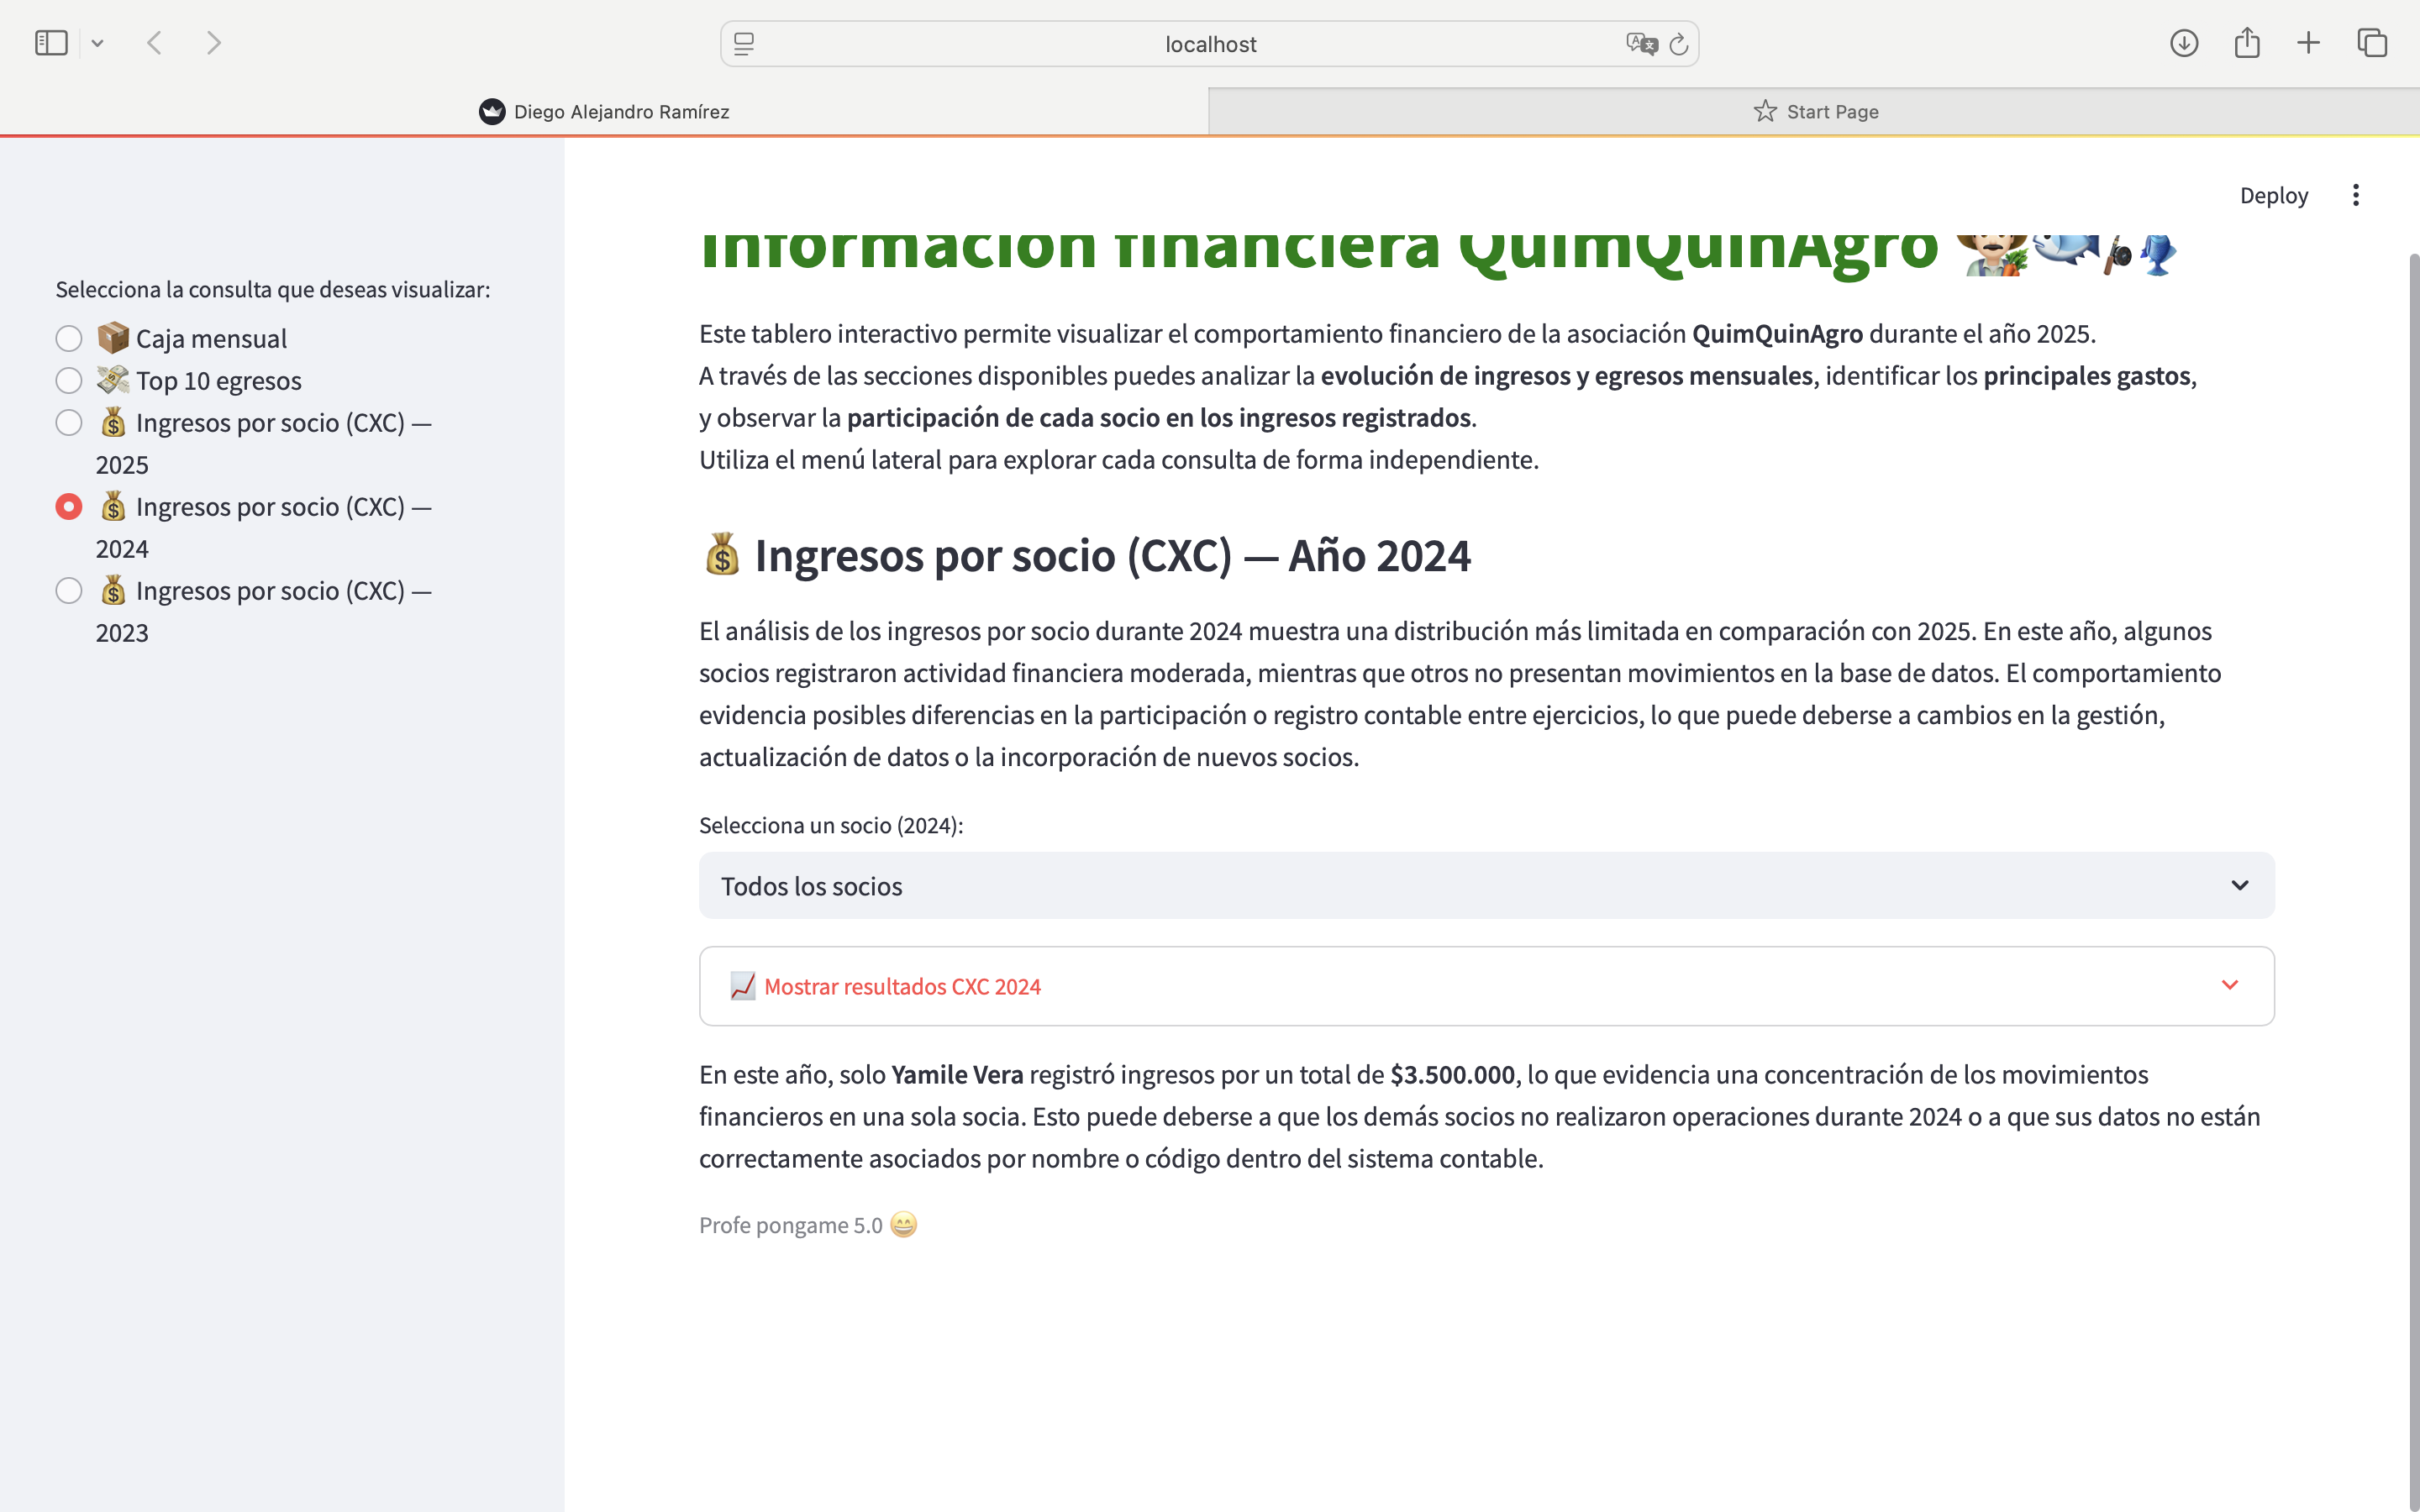 localhost
Diego Alejandro Ramírez
Start Page
Deploy
Selecciona la consulta que deseas visualizar:
Caja mensual
Top 10 egresos
Ingresos por socio (CXC) —
2025
Ingresos por socio (CXC) —
2024
Ingresos por socio (CXC) —
2023
Información financiera QuimQuinAgro
Este tablero interactivo permite visualizar el comportamiento financiero de la asociación QuimQuinAgro durante el año 2025.
A través de las secciones disponibles puedes analizar la evolución de ingresos y egresos mensuales, identificar los principales gastos,
y observar la participación de cada socio en los ingresos registrados.
Utiliza el menú lateral para explorar cada consulta de forma independiente.
Ingresos por socio (CXC) — Año 2024
El análisis de los ingresos por socio durante 2024 muestra una distribución más limitada en comparación con 2025. En este año, algunos
socios registraron actividad financiera moderada, mientras que otros no presentan movimientos en la base de datos. El comportamiento
evidencia posibles diferencias en la participación o registro contable entre ejercicios, lo que puede deberse a cambios en la gestión,
actualización de datos o la incorporación de nuevos socios.
Selecciona un socio (2024):
Todos los socios
Mostrar resultados CXC 2024
En este año, solo Yamile Vera registró ingresos por un total de $3.500.000, lo que evidencia una concentración de los movimientos
financieros en una sola socia. Esto puede deberse a que los demás socios no realizaron operaciones durante 2024 o a que sus datos no están
correctamente asociados por nombre o código dentro del sistema contable.
Profe pongame 5.0 😄